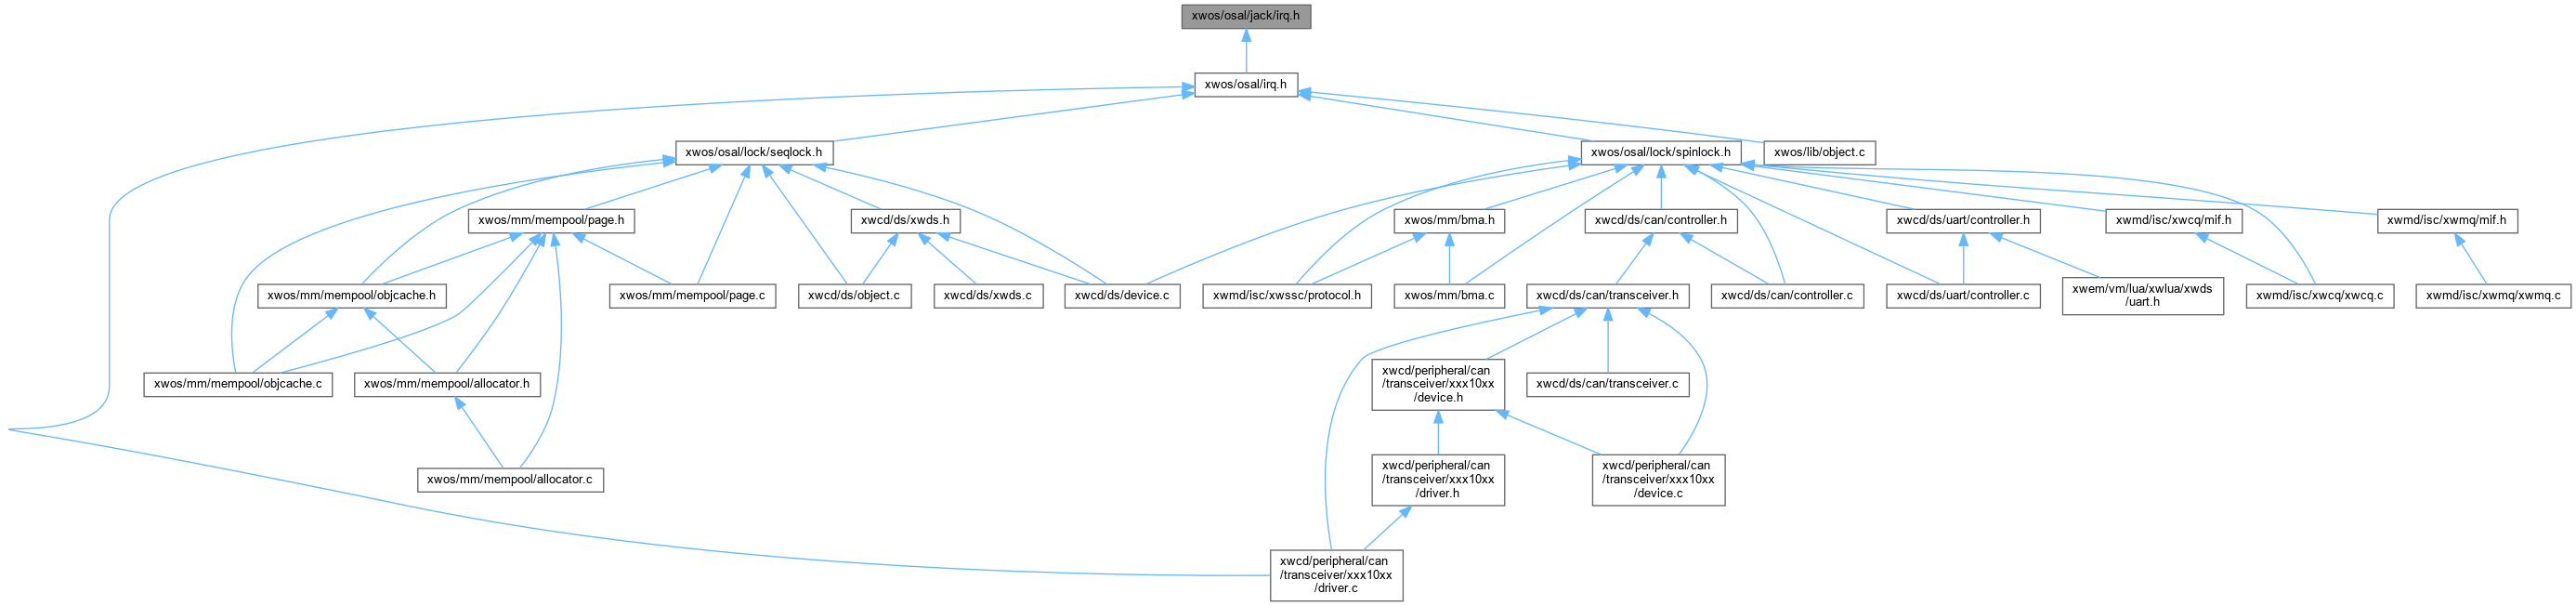 xwos/osal/jack/irq.h
xwos/osal/irq.h
xwos/osal/lock/seqlock.h
xwos/osal/lock/spinlock.h
xwos/lib/object.c
xwos/mm/mempool/page.h
xwcd/ds/xwds.h
xwos/mm/bma.h
xwcd/ds/can/controller.h
xwcd/ds/uart/controller.h
xwmd/isc/xwcq/mif.h
xwmd/isc/xwmq/mif.h
xwos/mm/mempool/objcache.h
xwos/mm/mempool/page.c
xwcd/ds/object.c
xwcd/ds/xwds.c
xwcd/ds/device.c
xwmd/isc/xwssc/protocol.h
xwos/mm/bma.c
xwcd/ds/can/transceiver.h
xwcd/ds/can/controller.c
xwcd/ds/uart/controller.c
xwem/vm/lua/xwlua/xwds
/uart.h
xwmd/isc/xwcq/xwcq.c
xwmd/isc/xwmq/xwmq.c
xwos/mm/mempool/objcache.c
xwos/mm/mempool/allocator.h
xwcd/peripheral/can
/transceiver/xxx10xx
/device.h
xwcd/ds/can/transceiver.c
xwos/mm/mempool/allocator.c
xwcd/peripheral/can
/transceiver/xxx10xx
/driver.h
xwcd/peripheral/can
/transceiver/xxx10xx
/device.c
xwcd/peripheral/can
/transceiver/xxx10xx
/driver.c